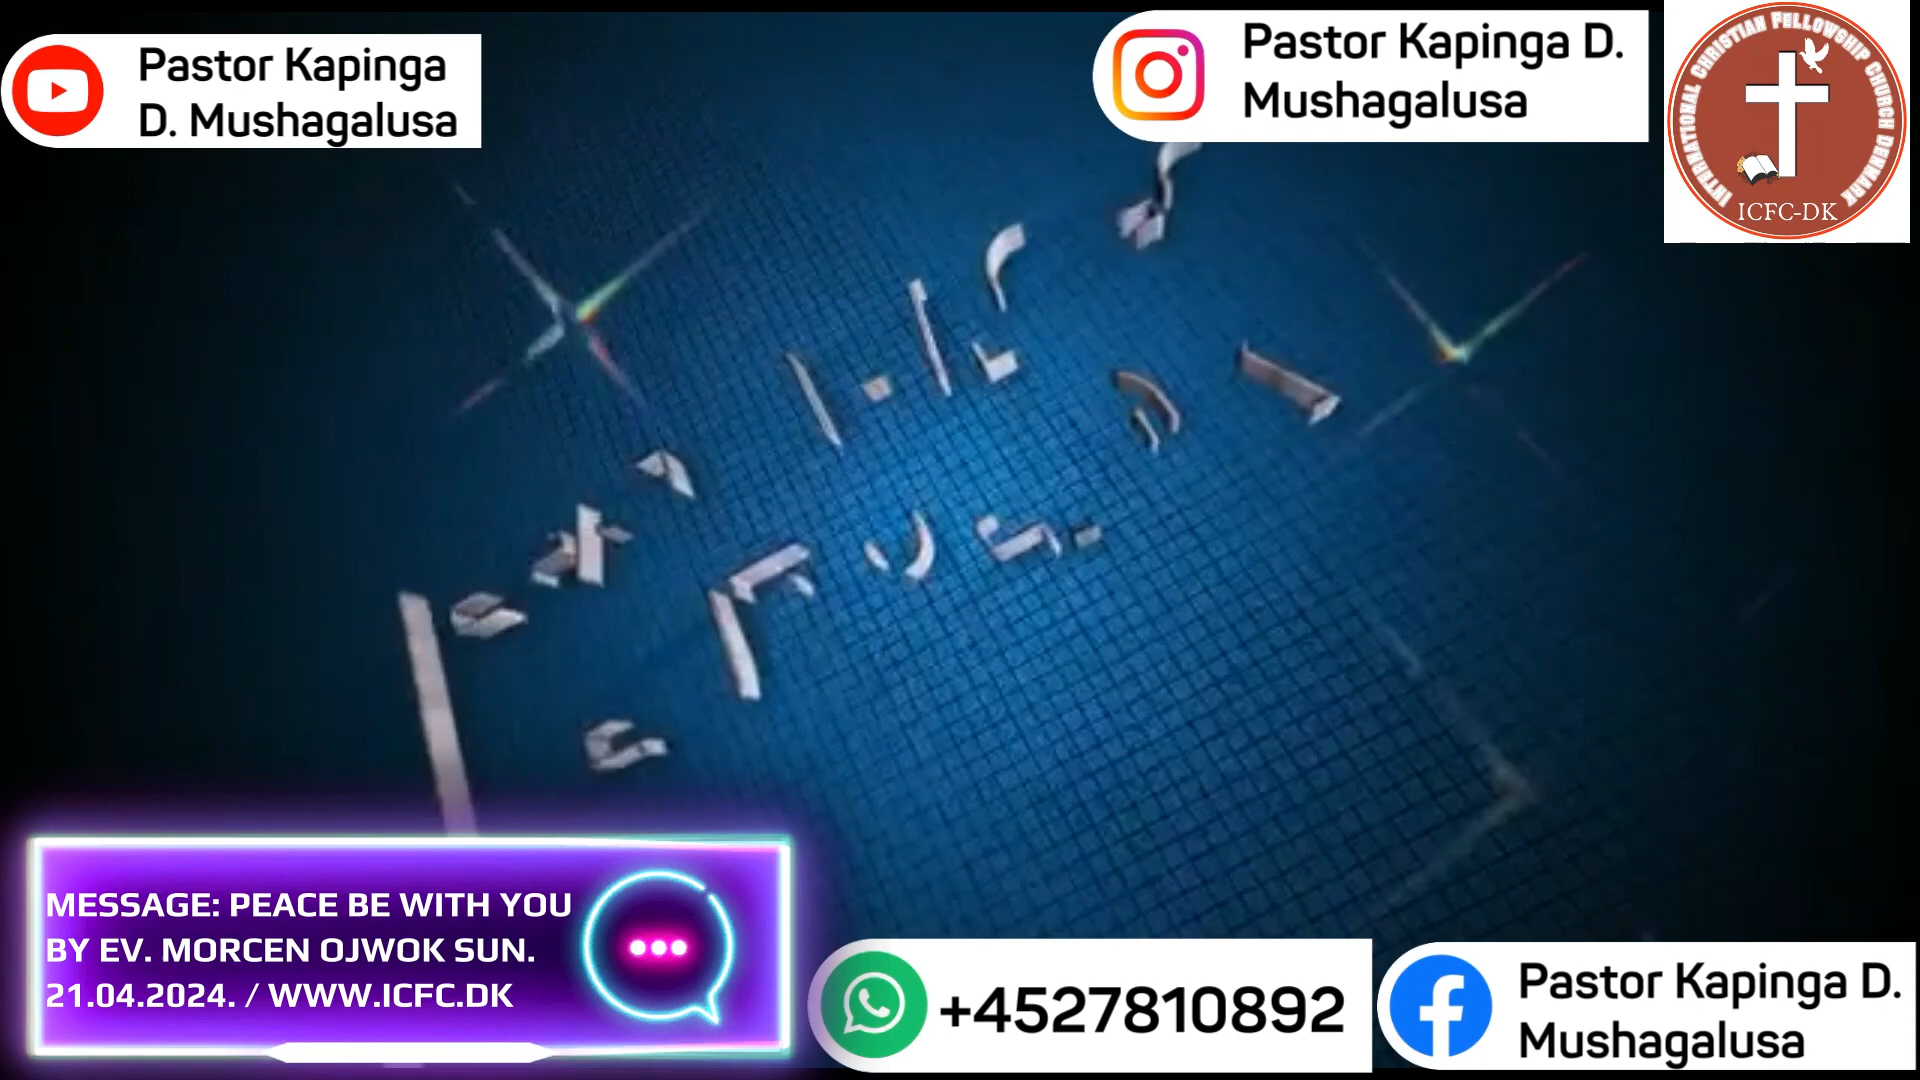 Pastor Kapinga
D. Mushagalusa
Pastor Kapinga D.
Mushagalusa
INTERNATIONAL CHRISTIAN FELLOWSHIP CHURCH DENMARK
ICFC-DK
MESSAGE: PEACE BE WITH YOU
BY EV. MORCEN OJWOK SUN.
21.04.2024. / WWW.ICFC.DK
+4527810892
Pastor Kapinga D.
Mushagalusa